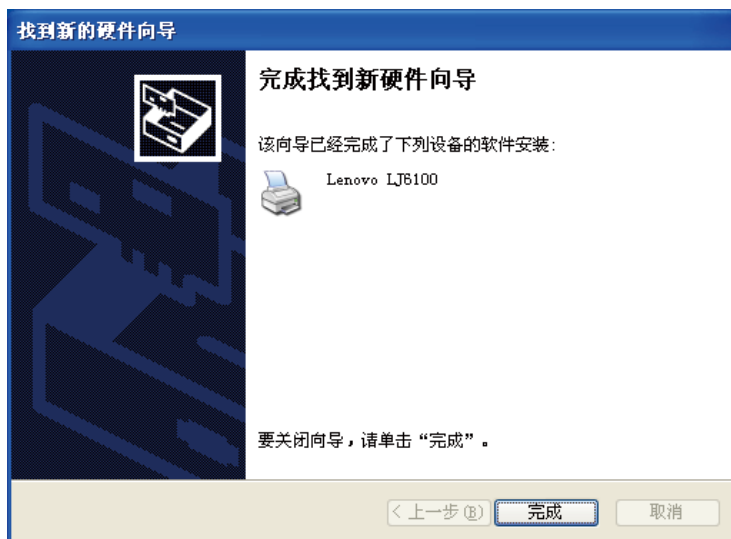 找到新的硬件向导
完成找到新硬件向导
该向导已经完成了下列设备的软件安装:
Lenovo LJ6100
要关闭向导，请单击“完成”。
< 上一步(B)
完成
取消